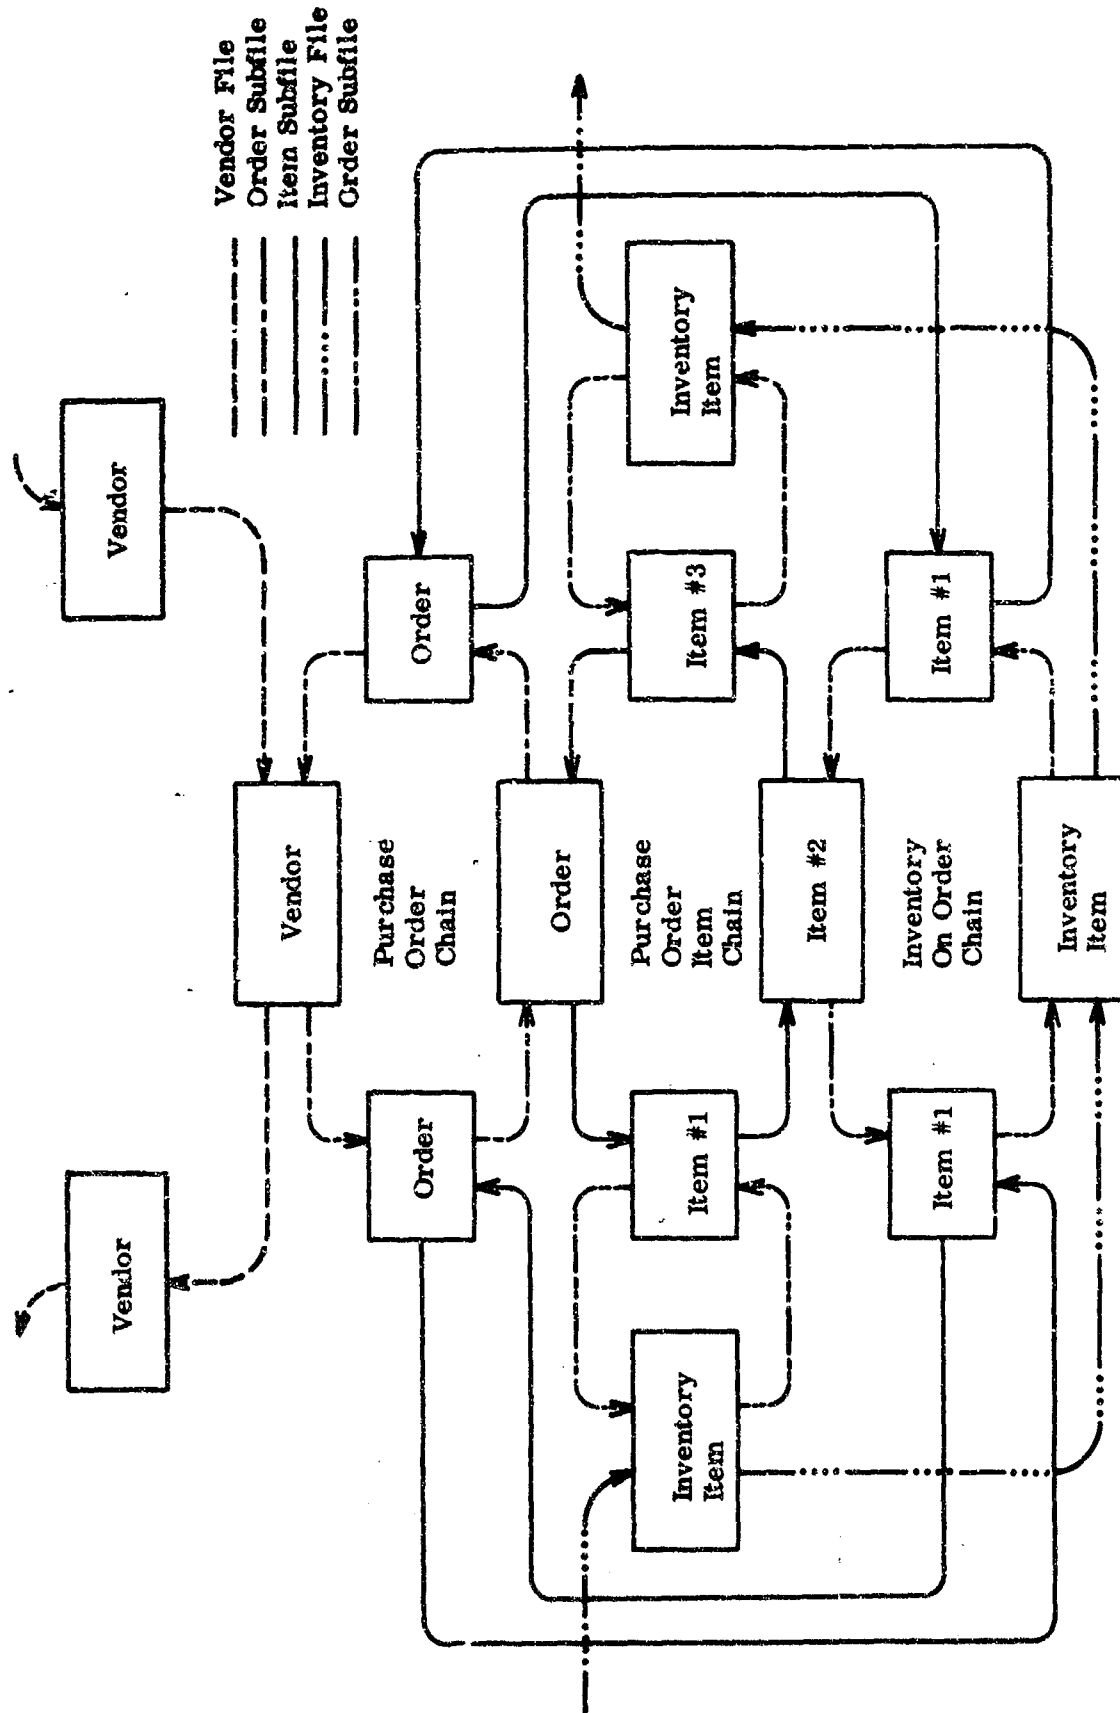 Vendor
Vendor
Vendor File
Order Subfile
Item Subfile
Inventory File
Order Subfile
Vendor
Order
Purchase
Order
Chain
Order
Order
Inventory
Item
Item #1
Purchase
Order
Item
Chain
Item #3
Inventory
Item
Item #2
Item #1
Inventory
On Order
Chain
Item #1
Inventory
Item